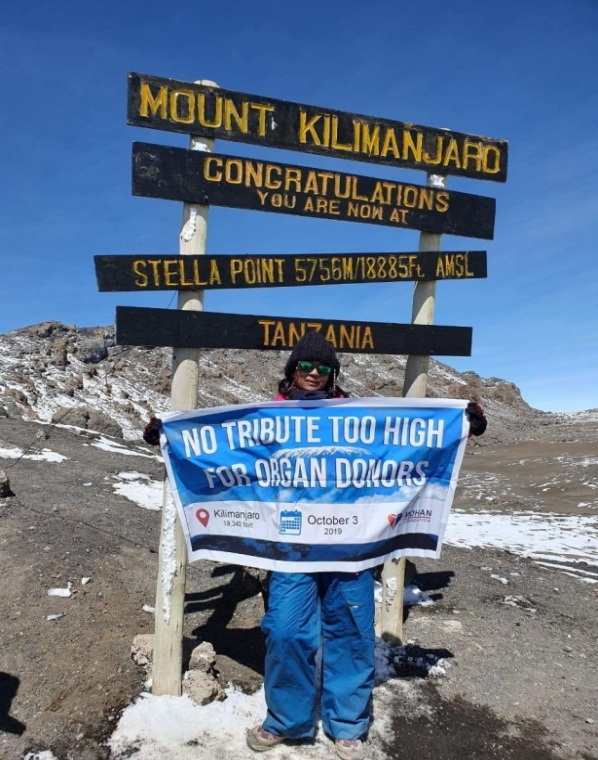 MOUNT KILIMANJARO
CONGRATULATIONS
YOU ARE NOW AT
STELLA POINT 5756M/18885FT. AMSL
TANZANIA
NO TRIBUTE TOO HIGH
FOR ORGAN DONORS
Kilimanjaro
19,340 feet
October 3
2019
MOHAN
FOUNDATION